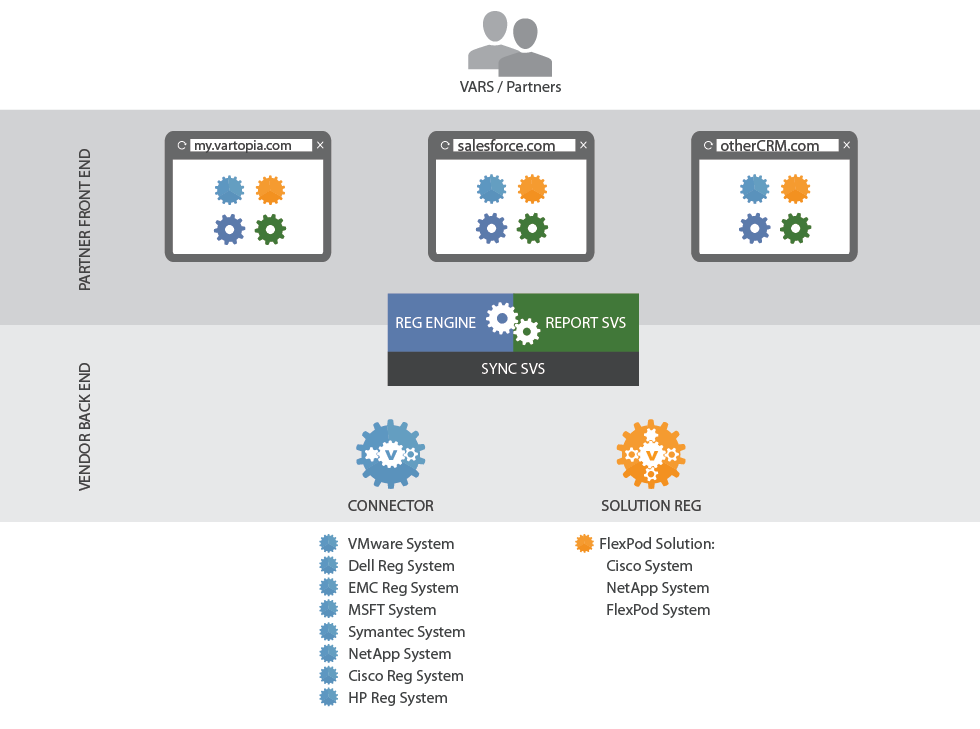 VARS / Partners
PARTNER FRONT END
my.vartopia.com
salesforce.com
otherCRM.com
REG ENGINE
REPORT SVS
SYNC SVS
VENDOR BACK END
V
V
CONNECTOR
SOLUTION REG
VMware System
Dell Reg System
EMC Reg System
MSFT System
Symantec System
NetApp System
Cisco Reg System
HP Reg System
FlexPod Solution:
Cisco System
NetApp System
FlexPod System